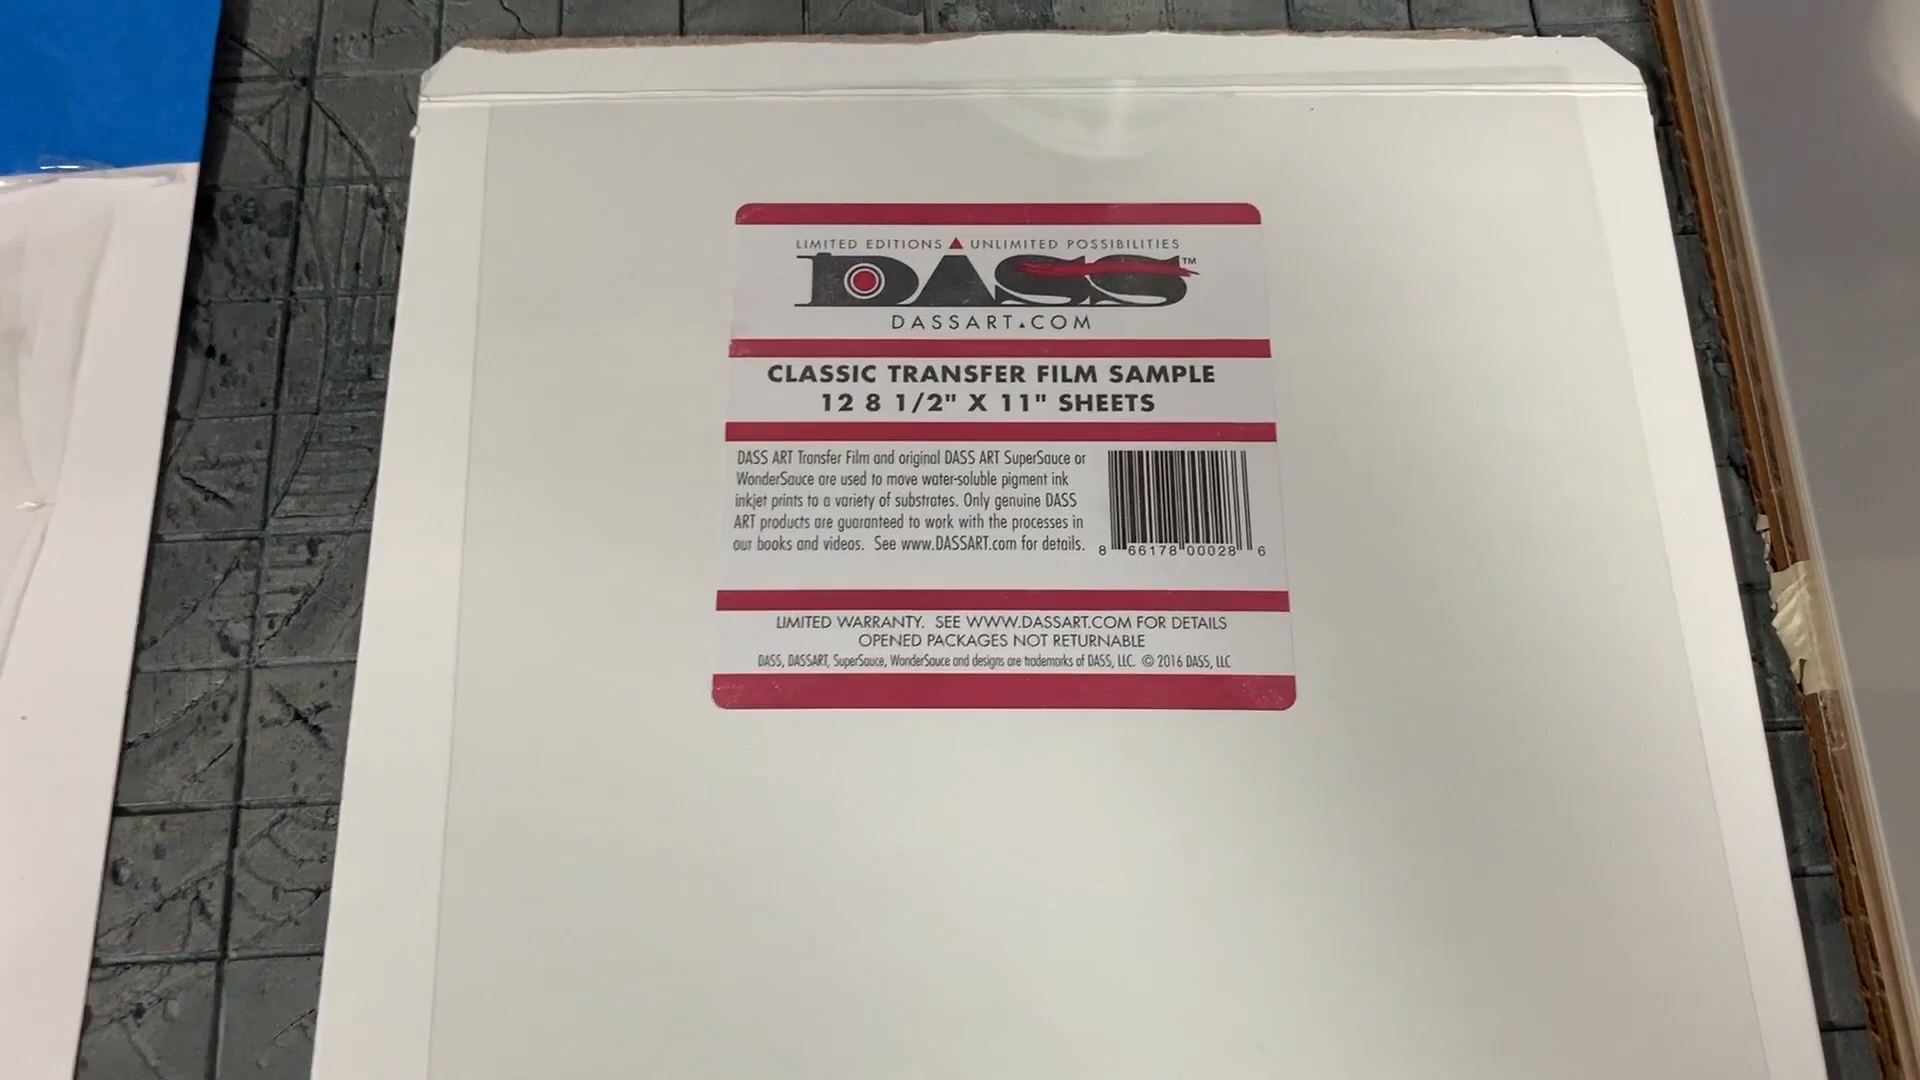 LIMITED EDITIONS ▲ UNLIMITED POSSIBILITIES
DASS™
DASSART▲COM
CLASSIC TRANSFER FILM SAMPLE
12 8 1/2" X 11" SHEETS
DASS ART Transfer Film and original DASS ART SuperSauce or
WonderSauce are used to move water-soluble pigment ink
inkjet prints to a variety of substrates. Only genuine DASS
ART products are guaranteed to work with the processes in
our books and videos. See www.DASSART.com for details.
8 66178 00028 6
LIMITED WARRANTY. SEE WWW.DASSART.COM FOR DETAILS
OPENED PACKAGES NOT RETURNABLE
DASS, DASSART, SuperSauce, WonderSauce and designs are trademarks of DASS, LLC. © 2016 DASS, LLC